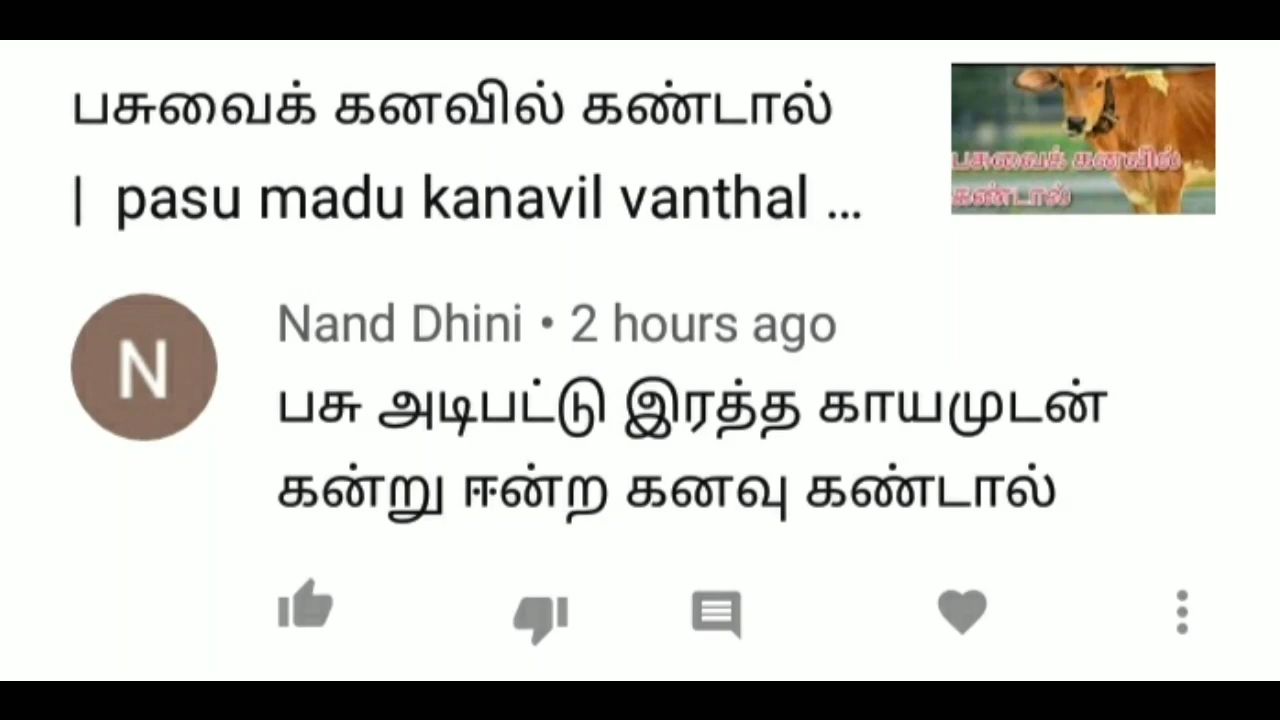 பசுவைக் கனவில் கண்டால்
| pasu madu kanavil vanthal ...
பசுவைக் கனவில்
கண்டால்
N
Nand Dhini • 2 hours ago
பசு அடிபட்டு இரத்த காயமுடன்
கன்று ஈன்ற கனவு கண்டால்